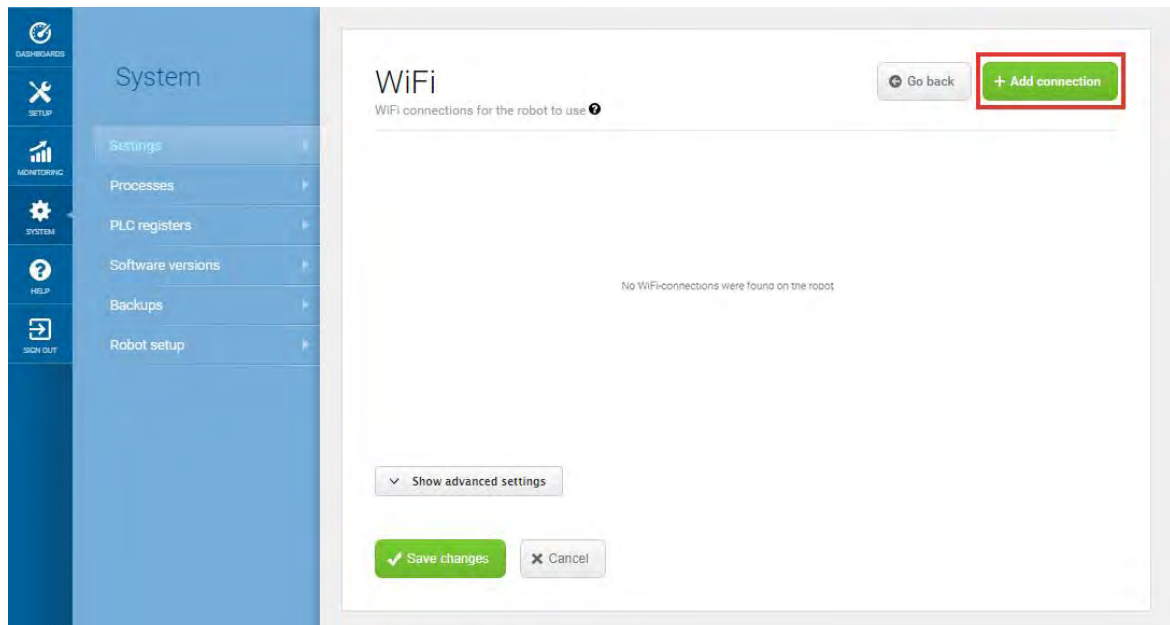 DASHBOARDS
SETUP
MONITORING
SYSTEM
HELP
SIGN OUT
System
Settings
Processes
PLC registers
Software versions
Backups
Robot setup
WiFi
WiFi connections for the robot to use ?
Go back
+ Add connection
No WiFi-connections were found on the robot
Show advanced settings
Save changes
Cancel